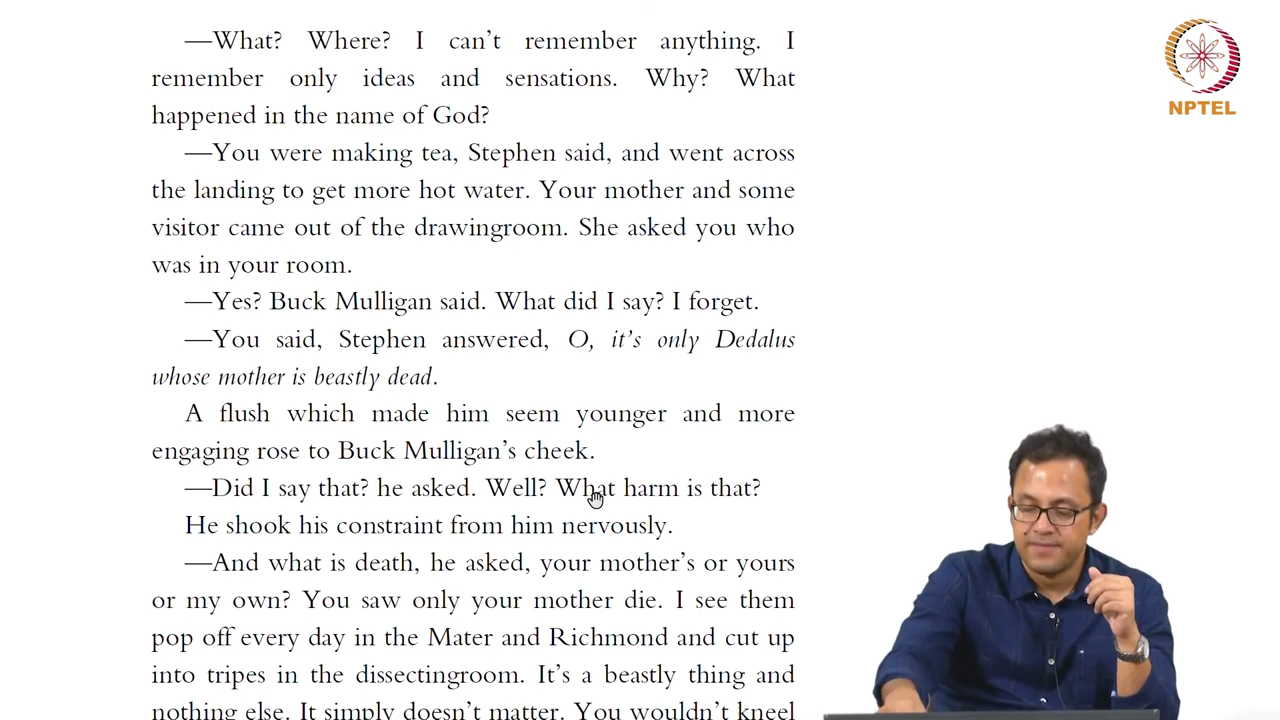 —What? Where? I can’t remember anything. I
remember only ideas and sensations. Why? What
happened in the name of God?
—You were making tea, Stephen said, and went across
the landing to get more hot water. Your mother and some
visitor came out of the drawingroom. She asked you who
was in your room.
—Yes? Buck Mulligan said. What did I say? I forget.
—You said, Stephen answered, O, it’s only Dedalus
whose mother is beastly dead.
A flush which made him seem younger and more
engaging rose to Buck Mulligan’s cheek.
—Did I say that? he asked. Well? What harm is that?
He shook his constraint from him nervously.
—And what is death, he asked, your mother’s or yours
or my own? You saw only your mother die. I see them
pop off every day in the Mater and Richmond and cut up
into tripes in the dissectingroom. It’s a beastly thing and
nothing else. It simply doesn’t matter. You wouldn’t kneel
NPTEL